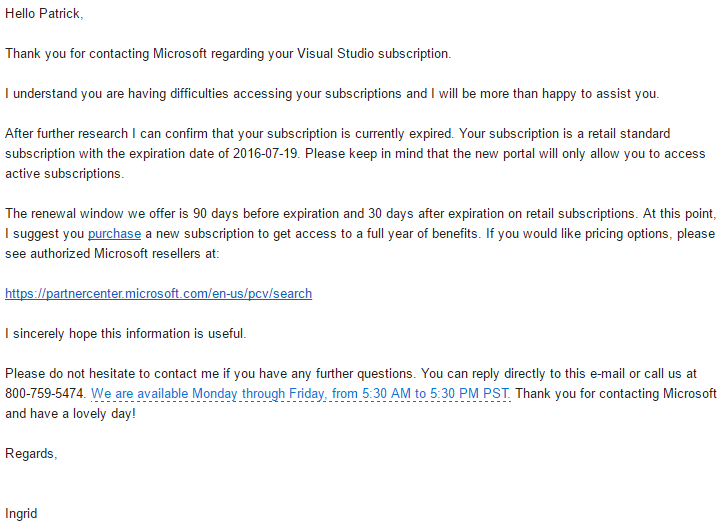 Hello Patrick,
Thank you for contacting Microsoft regarding your Visual Studio subscription.
I understand you are having difficulties accessing your subscriptions and I will be more than happy to assist you.
After further research I can confirm that your subscription is currently expired. Your subscription is a retail standard
subscription with the expiration date of 2016-07-19. Please keep in mind that the new portal will only allow you to access
active subscriptions.
The renewal window we offer is 90 days before expiration and 30 days after expiration on retail subscriptions. At this point,
I suggest you purchase a new subscription to get access to a full year of benefits. If you would like pricing options, please
see authorized Microsoft resellers at:
https://partnercenter.microsoft.com/en-us/pcv/search
I sincerely hope this information is useful.
Please do not hesitate to contact me if you have any further questions. You can reply directly to this e-mail or call us at
800-759-5474. We are available Monday through Friday, from 5:30 AM to 5:30 PM PST. Thank you for contacting Microsoft
and have a lovely day!
Regards,
Ingrid